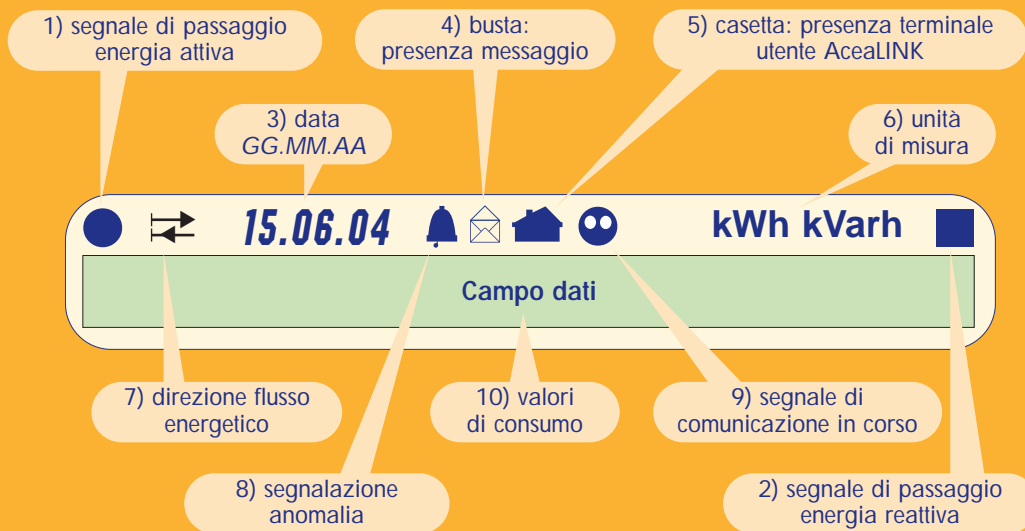 1) segnale di passaggio
energia attiva
4) busta:
presenza messaggio
5) casetta: presenza terminale
utente AceaLINK
3) data
GG.MM.AA
6) unità
di misura
15.06.04
kWh kVarh
Campo dati
7) direzione flusso
energetico
10) valori
di consumo
9) segnale di
comunicazione in corso
8) segnalazione
anomalia
2) segnale di passaggio
energia reattiva